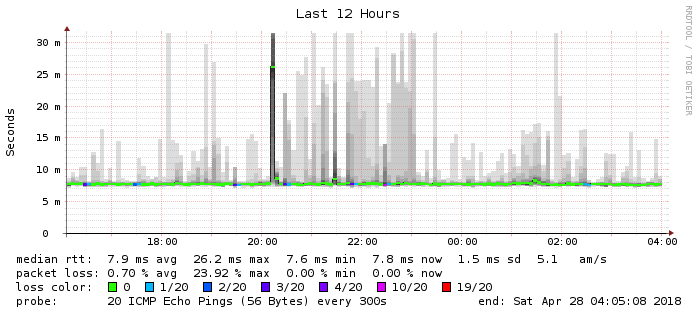 Last 12 Hours
RRDTOOL / TOBI OETIKER
Seconds
30 m
25 m
20 m
15 m
10 m
5 m
0
18:00 20:00 22:00 00:00 02:00 04:00
median rtt: 7.9 ms avg 26.2 ms max 7.6 ms min 7.8 ms now 1.5 ms sd 5.1 am/s
packet loss: 0.70 % avg 23.92 % max 0.00 % min 0.00 % now
loss color: 0 1/20 2/20 3/20 4/20 10/20 19/20
probe: 20 ICMP Echo Pings (56 Bytes) every 300s end: Sat Apr 28 04:05:08 2018